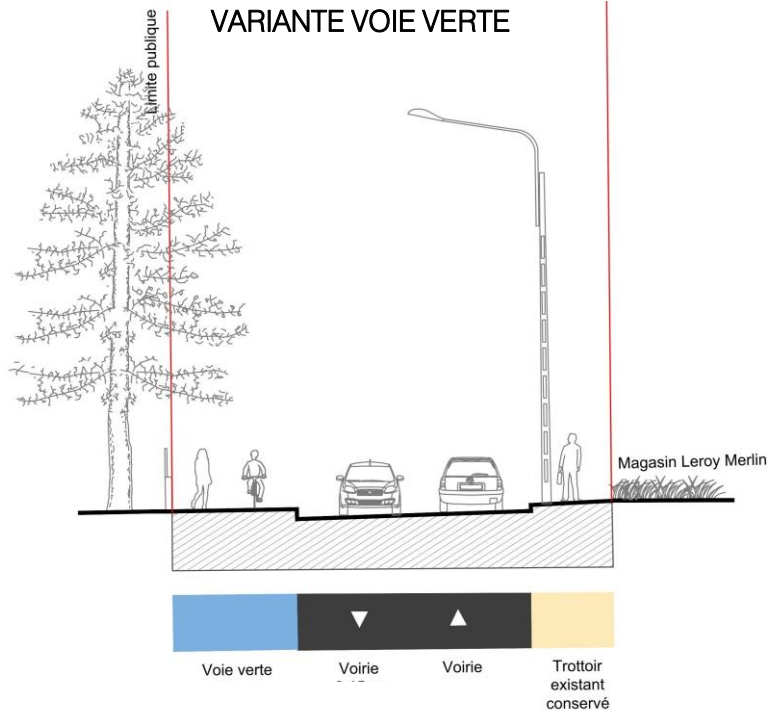 VARIANTE VOIE VERTE
Limite publique
Magasin Leroy Merlin
Voie verte
Voirie
Voirie
Trottoir
existant
conservé